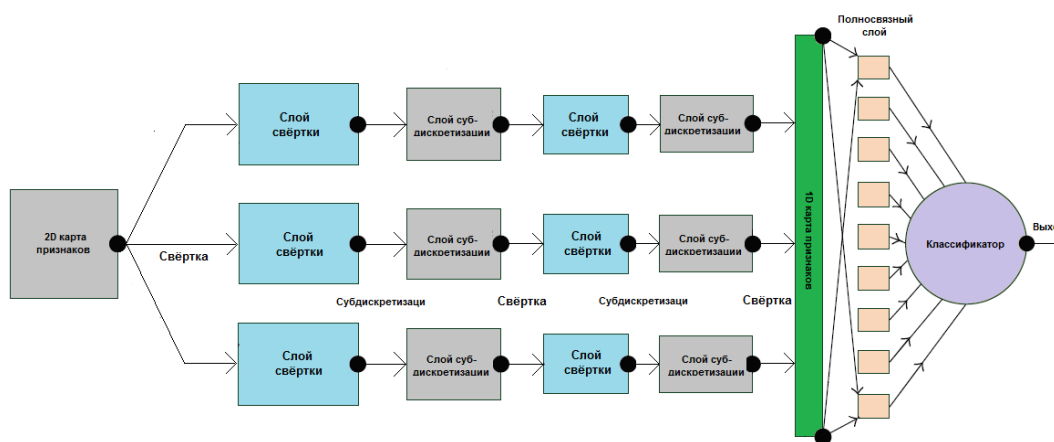 Полносвязный
слой
Слой
свёртки
Слой суб-
дискретизации
Слой
свёртки
Слой суб-
дискретизации
2D карта
признаков
Свёртка
Слой
свёртки
Слой суб-
дискретизации
Слой
свёртки
Слой суб-
дискретизации
1D карта признаков
Классификатор
Выхо
Субдискретизаци
Свёртка
Субдискретизаци
Свёртка
Слой
свёртки
Слой суб-
дискретизации
Слой
свёртки
Слой суб-
дискретизации